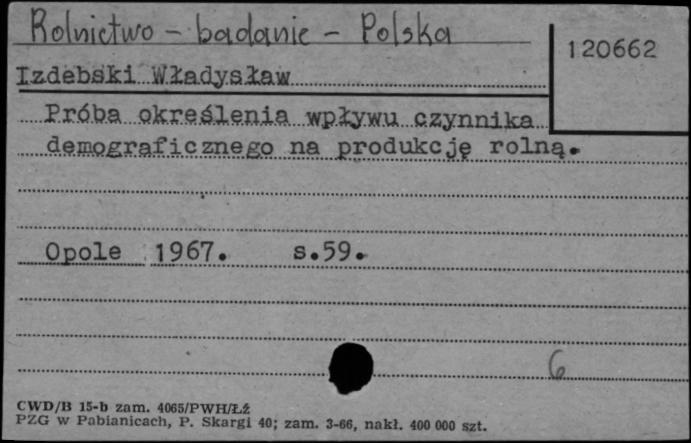 Rolnictwo - badanie - Polska
120662
Izdebski Władysław
Próba określenia wpływu czynnika
demograficznego na produkcję rolną.
Opole 1967. s.59.
6
CWD/B 15-b zam. 4065/PWH/Łź
PZG w Pabianicach, P. Skargi 40; zam. 3-66, nakł. 400 000 szt.